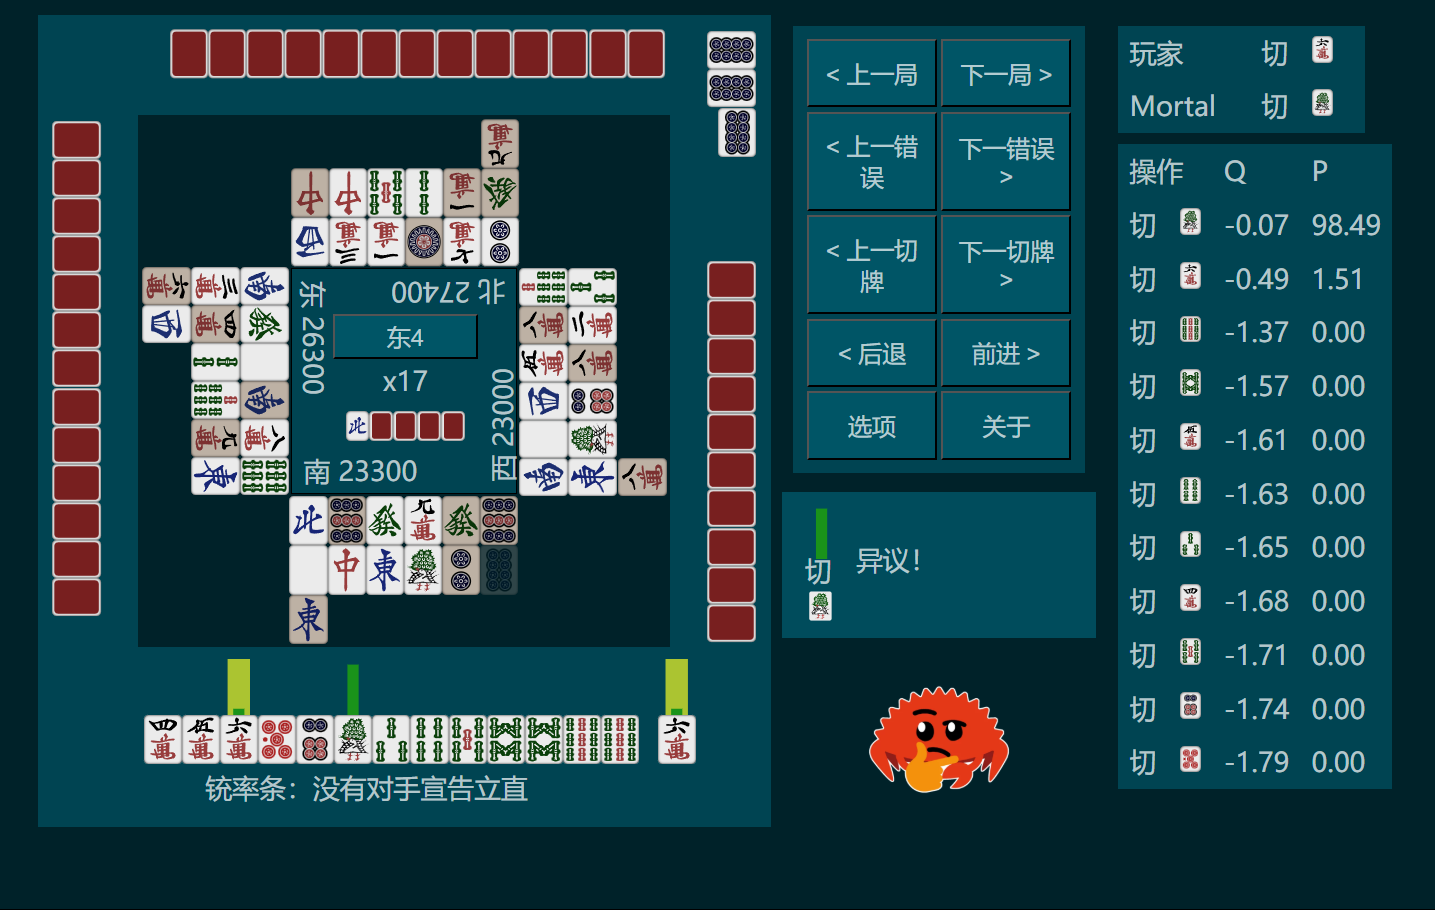 北 27400
东 26300
东4
x17
西 23000
南 23300
铳率条：没有对手宣告立直
< 上一局
下一局 >
< 上一错
误
下一错误
>
< 上一切
牌
下一切牌
>
< 后退
前进 >
选项
关于
切
异议！
玩家 切
Mortal 切
操作 Q P
切 -0.07 98.49
切 -0.49 1.51
切 -1.37 0.00
切 -1.57 0.00
切 -1.61 0.00
切 -1.63 0.00
切 -1.65 0.00
切 -1.68 0.00
切 -1.71 0.00
切 -1.74 0.00
切 -1.79 0.00